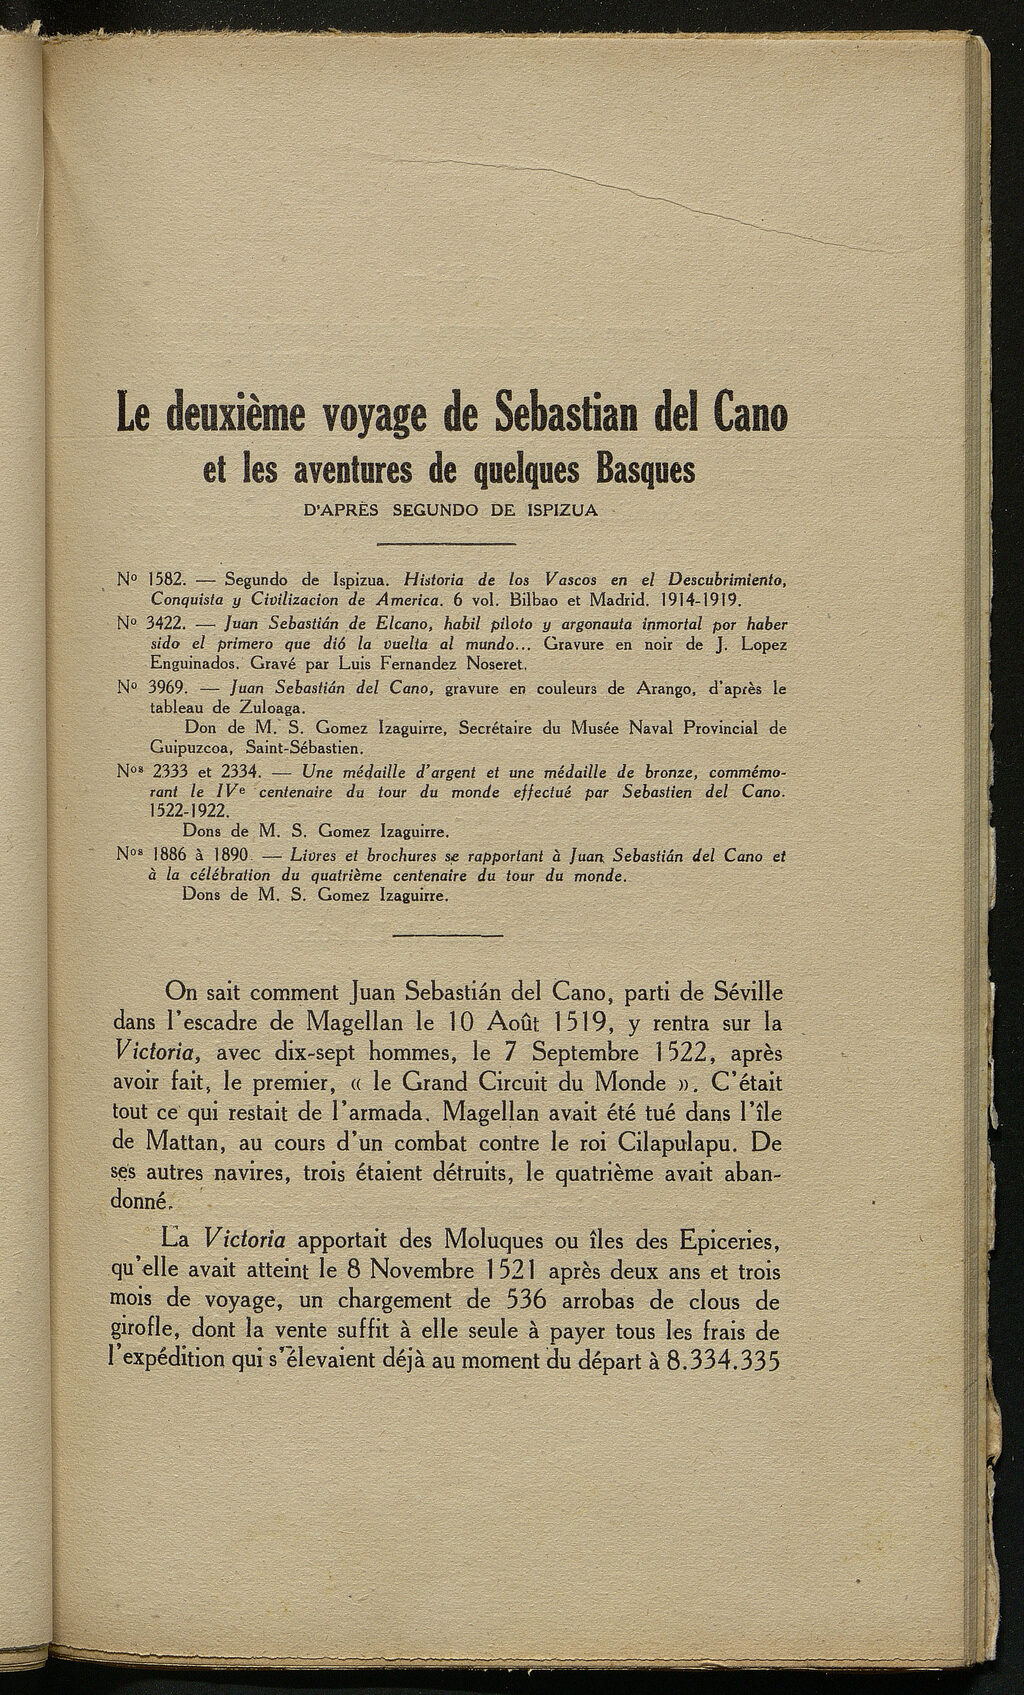 Le deuxième voyage de Sebastian del Cano
et les aventures de quelques Basques
D'APRÈS SEGUNDO DE ISPIZUA
Nº 1582. — Segundo de Ispizua. Historia de los Vascos en el Descubrimiento,
Conquista y Civilizacion de America. 6 vol. Bilbao et Madrid. 1914-1919.
Nº 3422. — Juan Sebastián de Elcano, habil piloto y argonauta inmortal por haber
sido el primero que dió la vuelta al mundo... Gravure en noir de J. Lopez
Enguinados. Gravé par Luis Fernandez Noseret.
Nº 3969. — Juan Sebastián del Cano, gravure en couleurs de Arango, d'après le
tableau de Zuloaga.
Don de M. S. Gomez Izaguirre, Secrétaire du Musée Naval Provincial de
Guipuzcoa, Saint-Sébastien.
Nos 2333 et 2334. — Une médaille d'argent et une médaille de bronze, commémo-
rant le IVe centenaire du tour du monde effectué par Sebastien del Cano.
1522-1922.
Dons de M. S. Gomez Izaguirre.
Nos 1886 à 1890. — Livres et brochures se rapportant à Juan Sebastián del Cano et
à la célébration du quatrième centenaire du tour du monde.
Dons de M. S. Gomez Izaguirre.
On sait comment Juan Sebastián del Cano, parti de Séville
dans l'escadre de Magellan le 10 Août 1519, y rentra sur la
Victoria, avec dix-sept hommes, le 7 Septembre 1522, après
avoir fait, le premier, « le Grand Circuit du Monde ». C'était
tout ce qui restait de l'armada. Magellan avait été tué dans l'île
de Mattan, au cours d'un combat contre le roi Cilapulapu. De
ses autres navires, trois étaient détruits, le quatrième avait aban-
donné.
La Victoria apportait des Moluques ou îles des Epiceries,
qu'elle avait atteint le 8 Novembre 1521 après deux ans et trois
mois de voyage, un chargement de 536 arrobas de clous de
girofle, dont la vente suffit à elle seule à payer tous les frais de
l'expédition qui s'élevaient déjà au moment du départ à 8.334.335